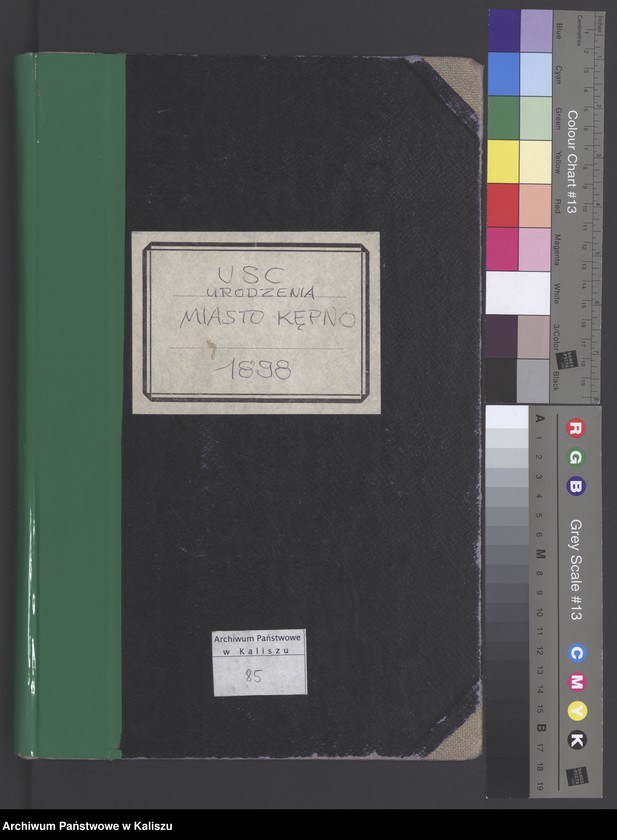 USC
URODZENIA
MIASTO KĘPNO
1898
Archiwum Państwowe
w Kaliszu
85
Blue
Cyan
Green
Yellow
Red
Magenta
White
3/Color
Black
Colour Chart #13
Centimetres
Inches
A
1
2
3
4
5
6
M
8
9
10
11
12
13
14
15
B
17
18
19
R
G
B
Grey Scale #13
C
M
Y
K
Archiwum Państwowe w Kaliszu